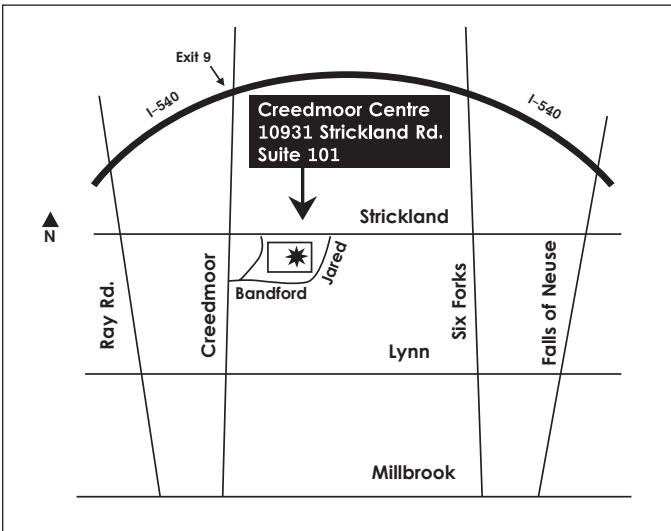 Exit 9
I-540
I-540
Creedmoor Centre
10931 Strickland Rd.
Suite 101
Strickland
N
Jared
Bandford
Ray Rd.
Creedmoor
Six Forks
Falls of Neuse
Lynn
Millbrook